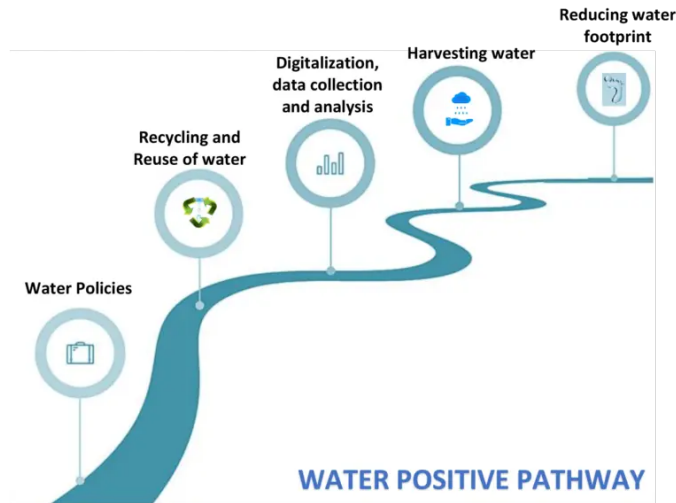 Water Policies
Recycling and
Reuse of water
Digitalization,
data collection
and analysis
Harvesting water
Reducing water
footprint
WATER POSITIVE PATHWAY